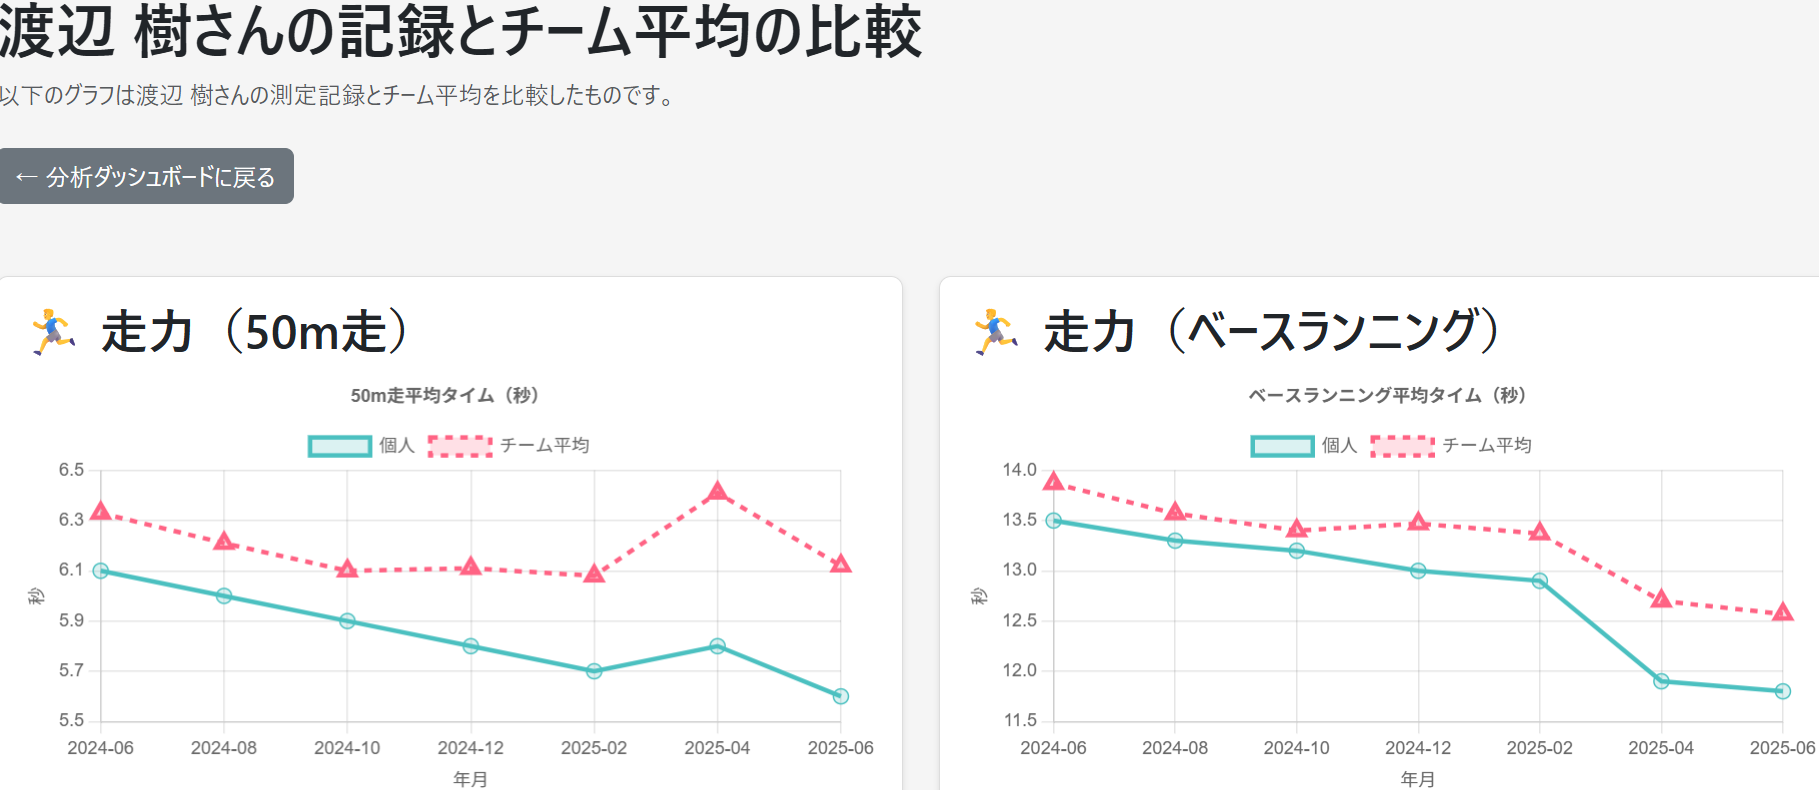 渡辺 樹さんの記録とチーム平均の比較
以下のグラフは渡辺 樹さんの測定記録とチーム平均を比較したものです。
← 分析ダッシュボードに戻る
走力（50m走）
50m走平均タイム（秒）
個人 チーム平均
6.5
6.3
6.1
5.9
5.7
5.5
秒
2024-06 2024-08 2024-10 2024-12 2025-02 2025-04 2025-06
年月
走力（ベースランニング）
ベースランニング平均タイム（秒）
個人 チーム平均
14.0
13.5
13.0
12.5
12.0
11.5
秒
2024-06 2024-08 2024-10 2024-12 2025-02 2025-04 2025-06
年月